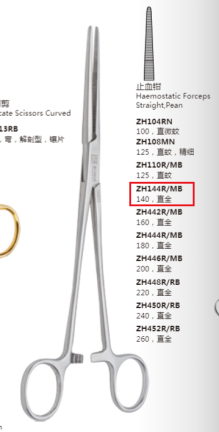 剪
cate Scissors Curved
13RB
，弯，解剖型，镶片
止血钳
Haemostatic Forceps
Straight,Pean
ZH104RN
100，直微纹
ZH108MN
125，直纹，精细
ZH110R/MB
125，直纹
ZH144R/MB
140，直全
ZH442R/MB
160，直全
ZH444R/MB
180，直全
ZH446R/MB
200，直全
ZH448R/RB
220，直全
ZH450R/RB
240，直全
ZH452R/RB
260，直全